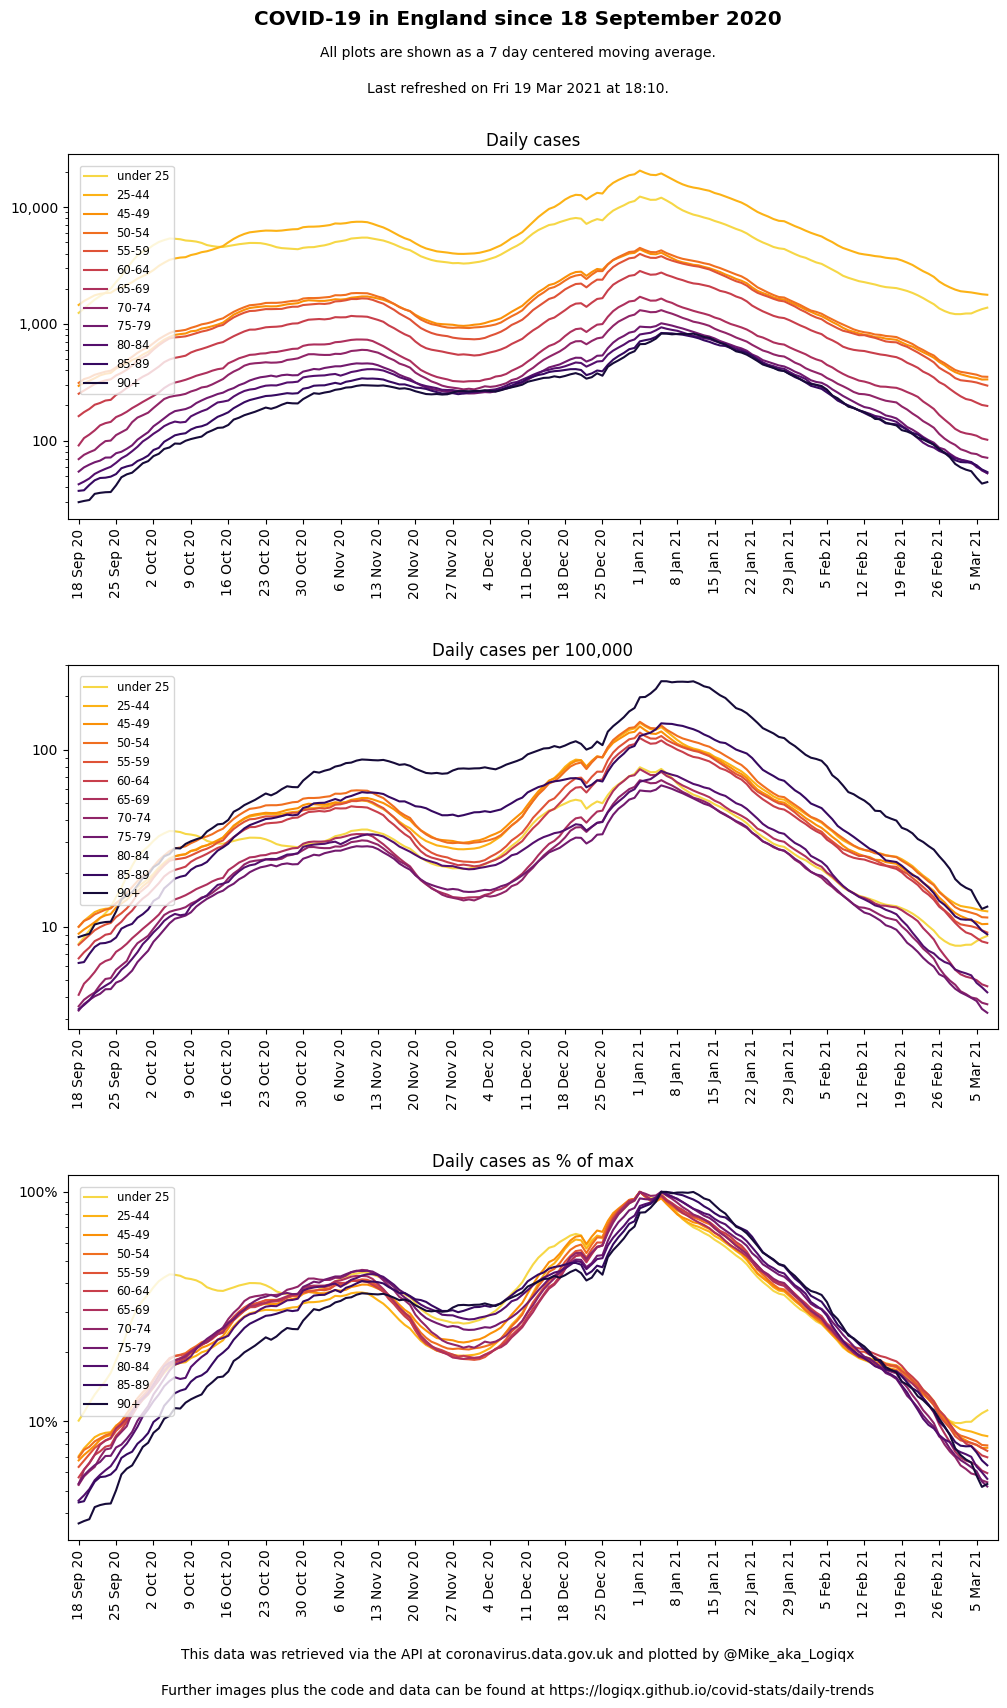 COVID-19 in England since 18 September 2020
All plots are shown as a 7 day centered moving average.
Last refreshed on Fri 19 Mar 2021 at 18:10.
Daily cases
10,000
1,000
100
under 25
25-44
45-49
50-54
55-59
60-64
65-69
70-74
75-79
80-84
85-89
90+
18 Sep 20
25 Sep 20
2 Oct 20
9 Oct 20
16 Oct 20
23 Oct 20
30 Oct 20
6 Nov 20
13 Nov 20
20 Nov 20
27 Nov 20
4 Dec 20
11 Dec 20
18 Dec 20
25 Dec 20
1 Jan 21
8 Jan 21
15 Jan 21
22 Jan 21
29 Jan 21
5 Feb 21
12 Feb 21
19 Feb 21
26 Feb 21
5 Mar 21
Daily cases per 100,000
100
10
under 25
25-44
45-49
50-54
55-59
60-64
65-69
70-74
75-79
80-84
85-89
90+
18 Sep 20
25 Sep 20
2 Oct 20
9 Oct 20
16 Oct 20
23 Oct 20
30 Oct 20
6 Nov 20
13 Nov 20
20 Nov 20
27 Nov 20
4 Dec 20
11 Dec 20
18 Dec 20
25 Dec 20
1 Jan 21
8 Jan 21
15 Jan 21
22 Jan 21
29 Jan 21
5 Feb 21
12 Feb 21
19 Feb 21
26 Feb 21
5 Mar 21
Daily cases as % of max
100%
10%
under 25
25-44
45-49
50-54
55-59
60-64
65-69
70-74
75-79
80-84
85-89
90+
18 Sep 20
25 Sep 20
2 Oct 20
9 Oct 20
16 Oct 20
23 Oct 20
30 Oct 20
6 Nov 20
13 Nov 20
20 Nov 20
27 Nov 20
4 Dec 20
11 Dec 20
18 Dec 20
25 Dec 20
1 Jan 21
8 Jan 21
15 Jan 21
22 Jan 21
29 Jan 21
5 Feb 21
12 Feb 21
19 Feb 21
26 Feb 21
5 Mar 21
This data was retrieved via the API at coronavirus.data.gov.uk and plotted by @Mike_aka_Logiqx
Further images plus the code and data can be found at https://logiqx.github.io/covid-stats/daily-trends